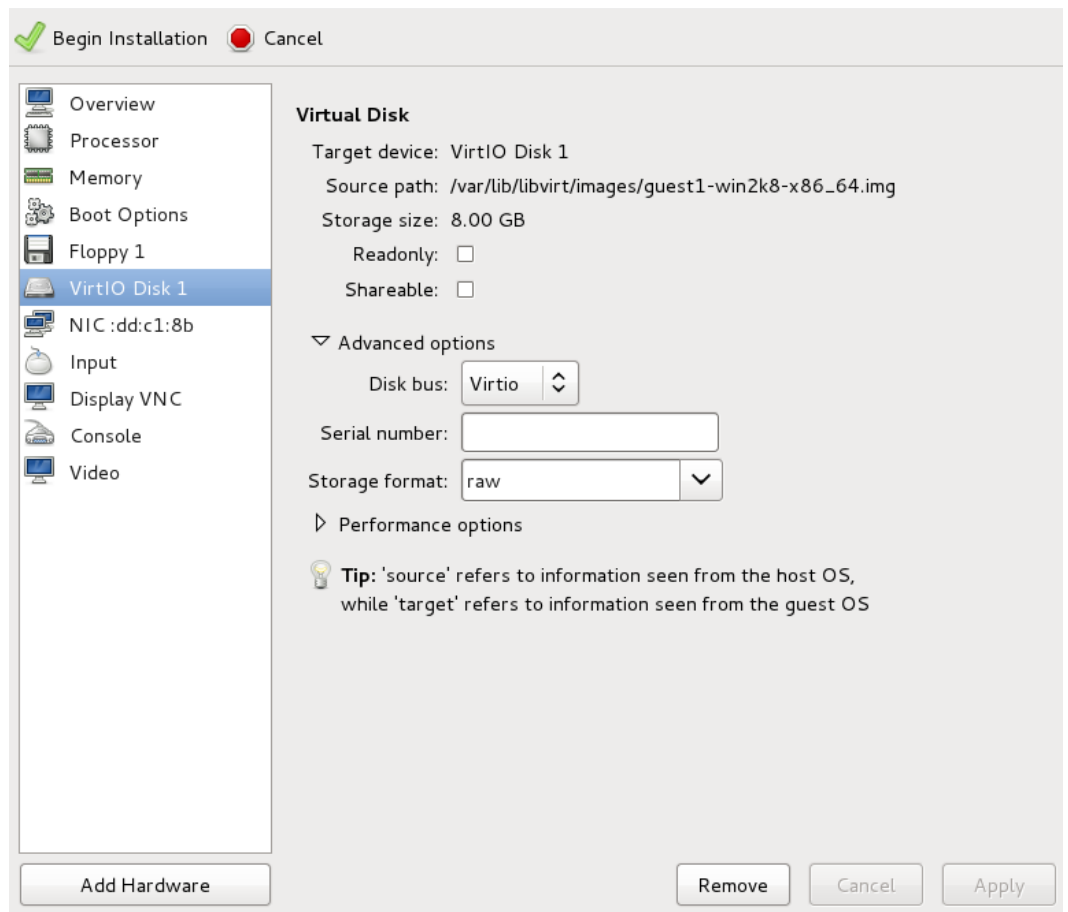 Begin Installation Cancel
Overview
Processor
Memory
Boot Options
Floppy 1
VirtIO Disk 1
NIC :dd:c1:8b
Input
Display VNC
Console
Video
Add Hardware
Virtual Disk
Target device: VirtIO Disk 1
Source path: /var/lib/libvirt/images/guest1-win2k8-x86_64.img
Storage size: 8.00 GB
Readonly:
Shareable:
Advanced options
Disk bus: Virtio
Serial number:
Storage format: raw
Performance options
Tip: 'source' refers to information seen from the host OS,
while 'target' refers to information seen from the guest OS
Remove Cancel Apply